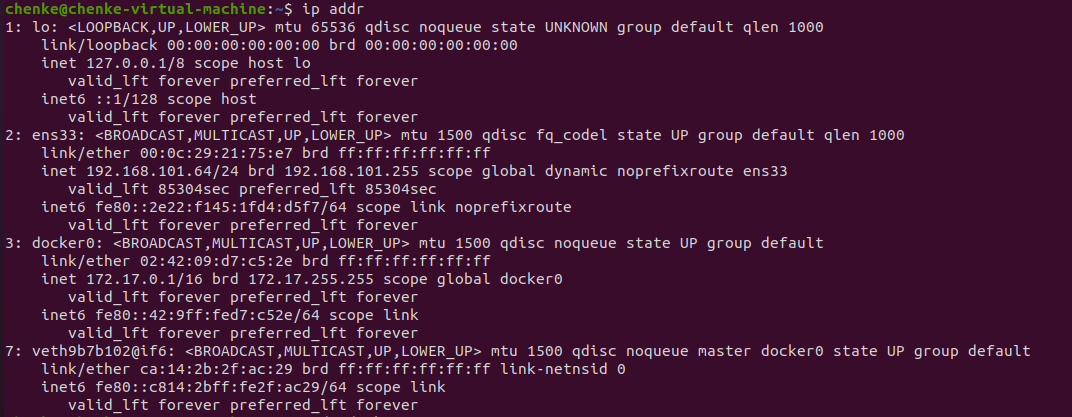 chenke@chenke-virtual-machine:~$ ip addr
1: lo: <LOOPBACK,UP,LOWER_UP> mtu 65536 qdisc noqueue state UNKNOWN group default qlen 1000
    link/loopback 00:00:00:00:00:00 brd 00:00:00:00:00:00
    inet 127.0.0.1/8 scope host lo
       valid_lft forever preferred_lft forever
    inet6 ::1/128 scope host
       valid_lft forever preferred_lft forever
2: ens33: <BROADCAST,MULTICAST,UP,LOWER_UP> mtu 1500 qdisc fq_codel state UP group default qlen 1000
    link/ether 00:0c:29:21:75:e7 brd ff:ff:ff:ff:ff:ff
    inet 192.168.101.64/24 brd 192.168.101.255 scope global dynamic noprefixroute ens33
       valid_lft 85304sec preferred_lft 85304sec
    inet6 fe80::2e22:f145:1fd4:d5f7/64 scope link noprefixroute
       valid_lft forever preferred_lft forever
3: docker0: <BROADCAST,MULTICAST,UP,LOWER_UP> mtu 1500 qdisc noqueue state UP group default
    link/ether 02:42:09:d7:c5:2e brd ff:ff:ff:ff:ff:ff
    inet 172.17.0.1/16 brd 172.17.255.255 scope global docker0
       valid_lft forever preferred_lft forever
    inet6 fe80::42:9ff:fed7:c52e/64 scope link
       valid_lft forever preferred_lft forever
7: veth9b7b102@if6: <BROADCAST,MULTICAST,UP,LOWER_UP> mtu 1500 qdisc noqueue master docker0 state UP group default
    link/ether ca:14:2b:2f:ac:29 brd ff:ff:ff:ff:ff:ff link-netnsid 0
    inet6 fe80::c814:2bff:fe2f:ac29/64 scope link
       valid_lft forever preferred_lft forever